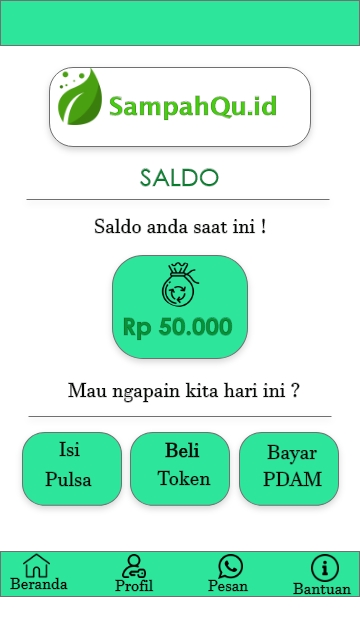 SampahQu.id
SALDO
Saldo anda saat ini !
Rp 50.000
Mau ngapain kita hari ini ?
Isi
Pulsa
Beli
Token
Bayar
PDAM
Beranda
Profil
Pesan
Bantuan